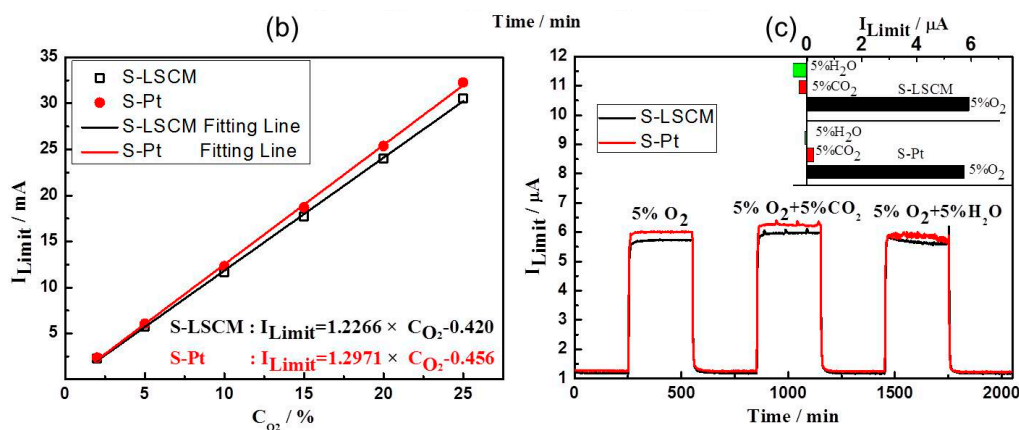 Time / min
(b)
S-LSCM
S-Pt
S-LSCM Fitting Line
S-Pt Fitting Line
S-LSCM : I_Limit=1.2266 × C_O₂-0.420
S-Pt : I_Limit=1.2971 × C_O₂-0.456
I_Limit / mA
40
35
30
25
20
15
10
5
0
0 5 10 15 20 25
C_O₂ / %
(c)
I_Limit / μA
0 3 6
5%H₂O
5%CO₂ S-LSCM
5%O₂
5%H₂O
5%CO₂ S-Pt
5%O₂
S-LSCM
S-Pt
5% O₂ 5% O₂+5%CO₂ 5% O₂+5%H₂O
I_Limit / μA
12
11
10
9
8
7
6
5
4
3
2
1
0 500 1000 1500 2000
Time / min